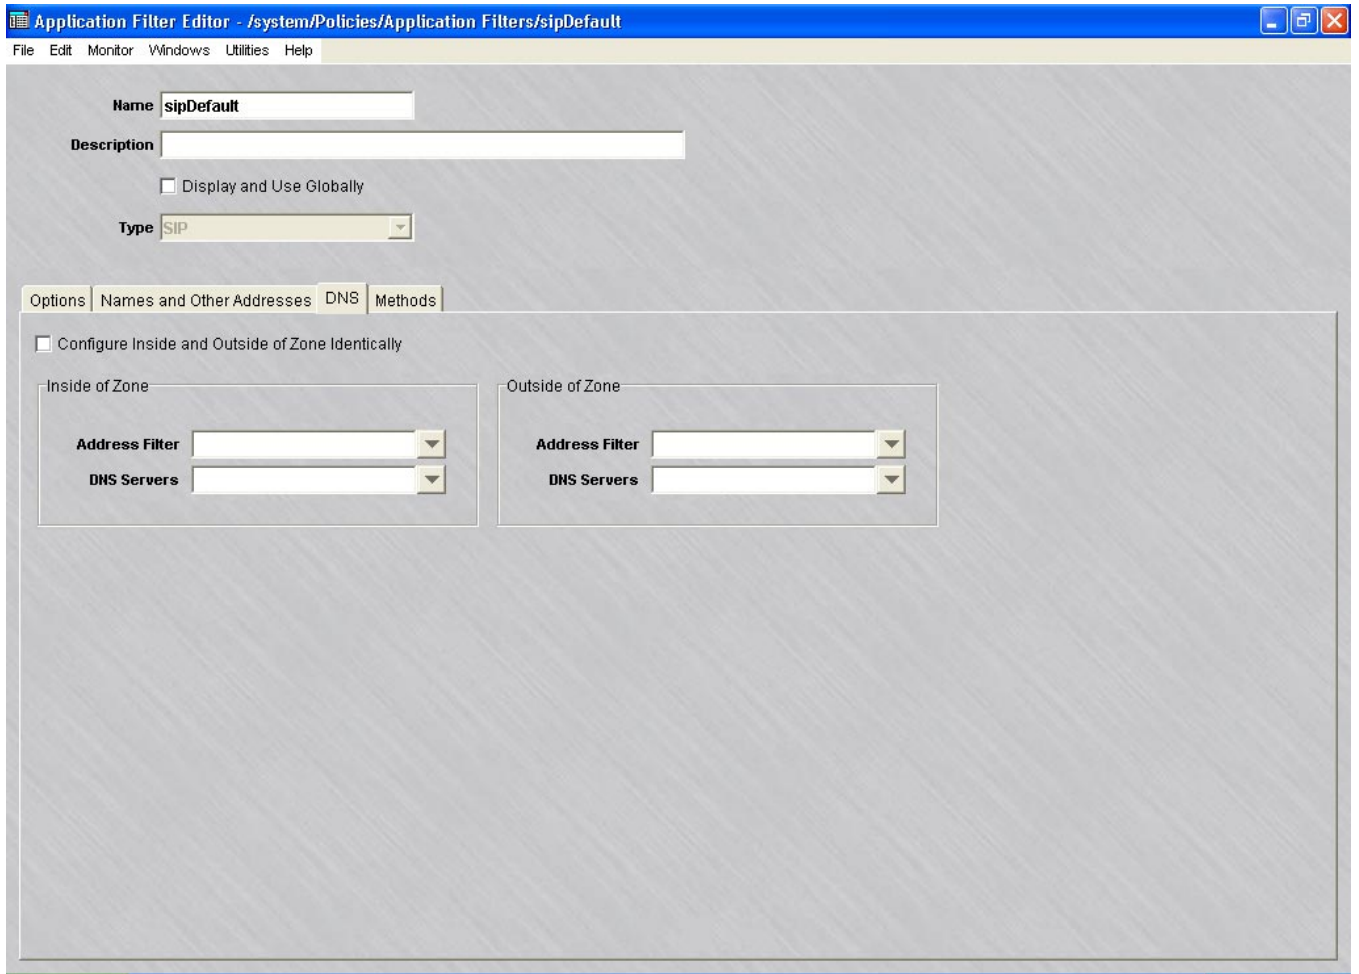 Application Filter Editor - /system/Policies/Application Filters/sipDefault
File Edit Monitor Windows Utilities Help
Name sipDefault
Description
Display and Use Globally
Type SIP
Options Names and Other Addresses DNS Methods
Configure Inside and Outside of Zone Identically
Inside of Zone Outside of Zone
Address Filter Address Filter
DNS Servers DNS Servers